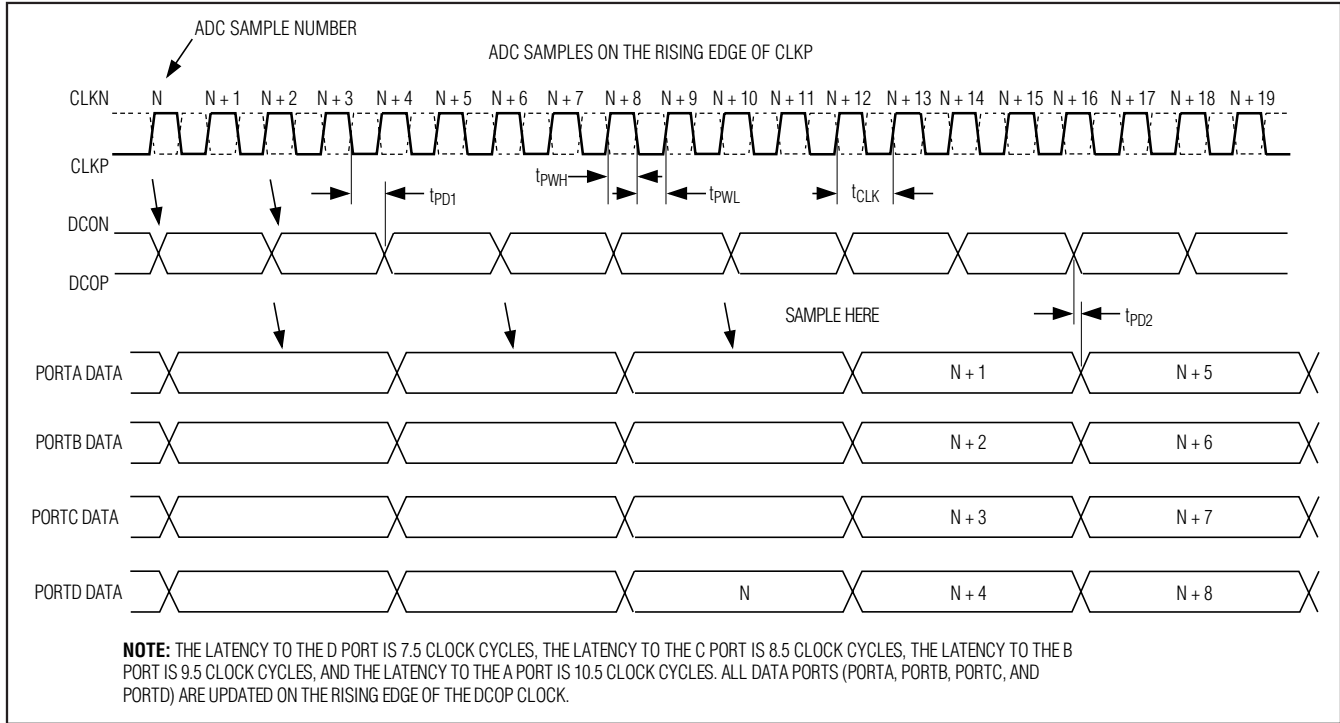 ADC SAMPLE NUMBER
ADC SAMPLES ON THE RISING EDGE OF CLKP
CLKN N N + 1 N + 2 N + 3 N + 4 N + 5 N + 6 N + 7 N + 8 N + 9 N + 10 N + 11 N + 12 N + 13 N + 14 N + 15 N + 16 N + 17 N + 18 N + 19
CLKP
tPD1 tPWH tPWL tCLK
DCON
DCOP
SAMPLE HERE tPD2
PORTA DATA N + 1 N + 5
PORTB DATA N + 2 N + 6
PORTC DATA N + 3 N + 7
PORTD DATA N N + 4 N + 8
NOTE: THE LATENCY TO THE D PORT IS 7.5 CLOCK CYCLES, THE LATENCY TO THE C PORT IS 8.5 CLOCK CYCLES, THE LATENCY TO THE B
PORT IS 9.5 CLOCK CYCLES, AND THE LATENCY TO THE A PORT IS 10.5 CLOCK CYCLES. ALL DATA PORTS (PORTA, PORTB, PORTC, AND
PORTD) ARE UPDATED ON THE RISING EDGE OF THE DCOP CLOCK.